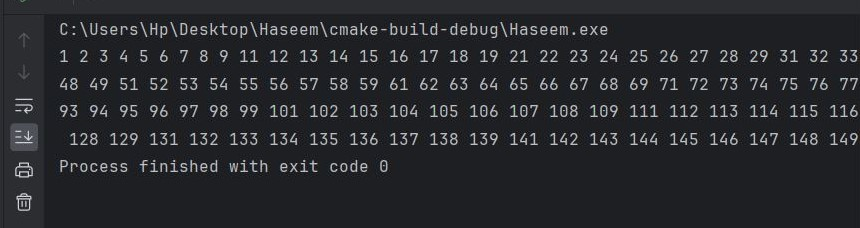 C:\Users\Hp\Desktop\Haseem\cmake-build-debug\Haseem.exe
1 2 3 4 5 6 7 8 9 11 12 13 14 15 16 17 18 19 21 22 23 24 25 26 27 28 29 31 32 33
48 49 51 52 53 54 55 56 57 58 59 61 62 63 64 65 66 67 68 69 71 72 73 74 75 76 77
93 94 95 96 97 98 99 101 102 103 104 105 106 107 108 109 111 112 113 114 115 116
128 129 131 132 133 134 135 136 137 138 139 141 142 143 144 145 146 147 148 149
Process finished with exit code 0